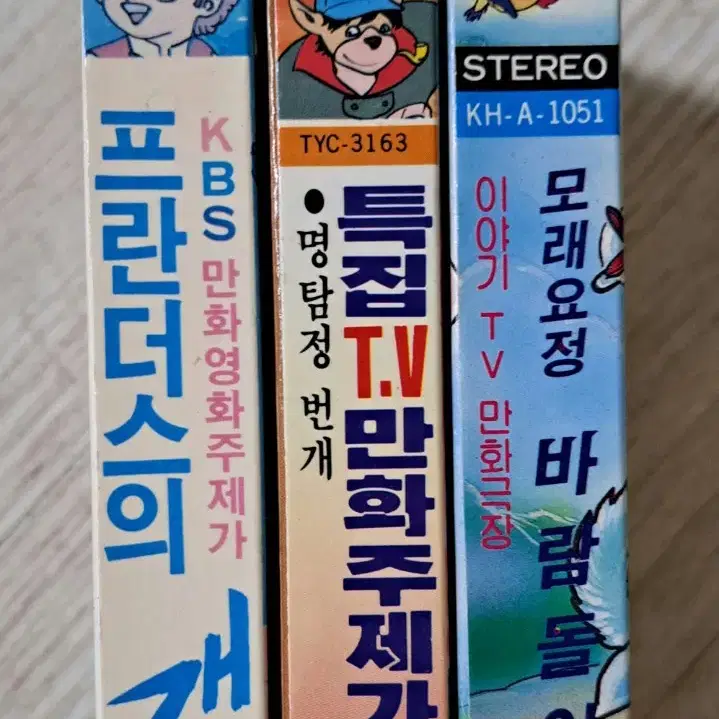 KBS 만화영화주제가
프란더스의 개
TYC-3163
특집 T.V 만화주제가
●명탐정 번개
STEREO
KH-A-1051
모래요정 바람돌이
이야기 TV 만화극장